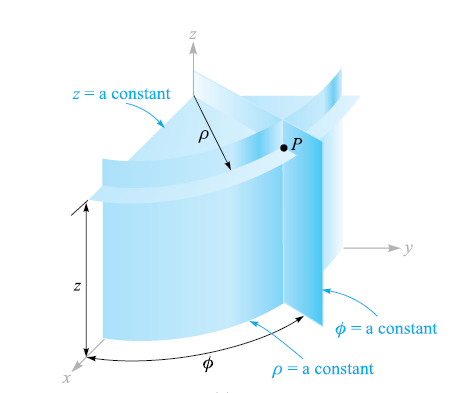 z
z = a constant
ρ
P
y
z
ϕ = a constant
ϕ
ρ = a constant
x